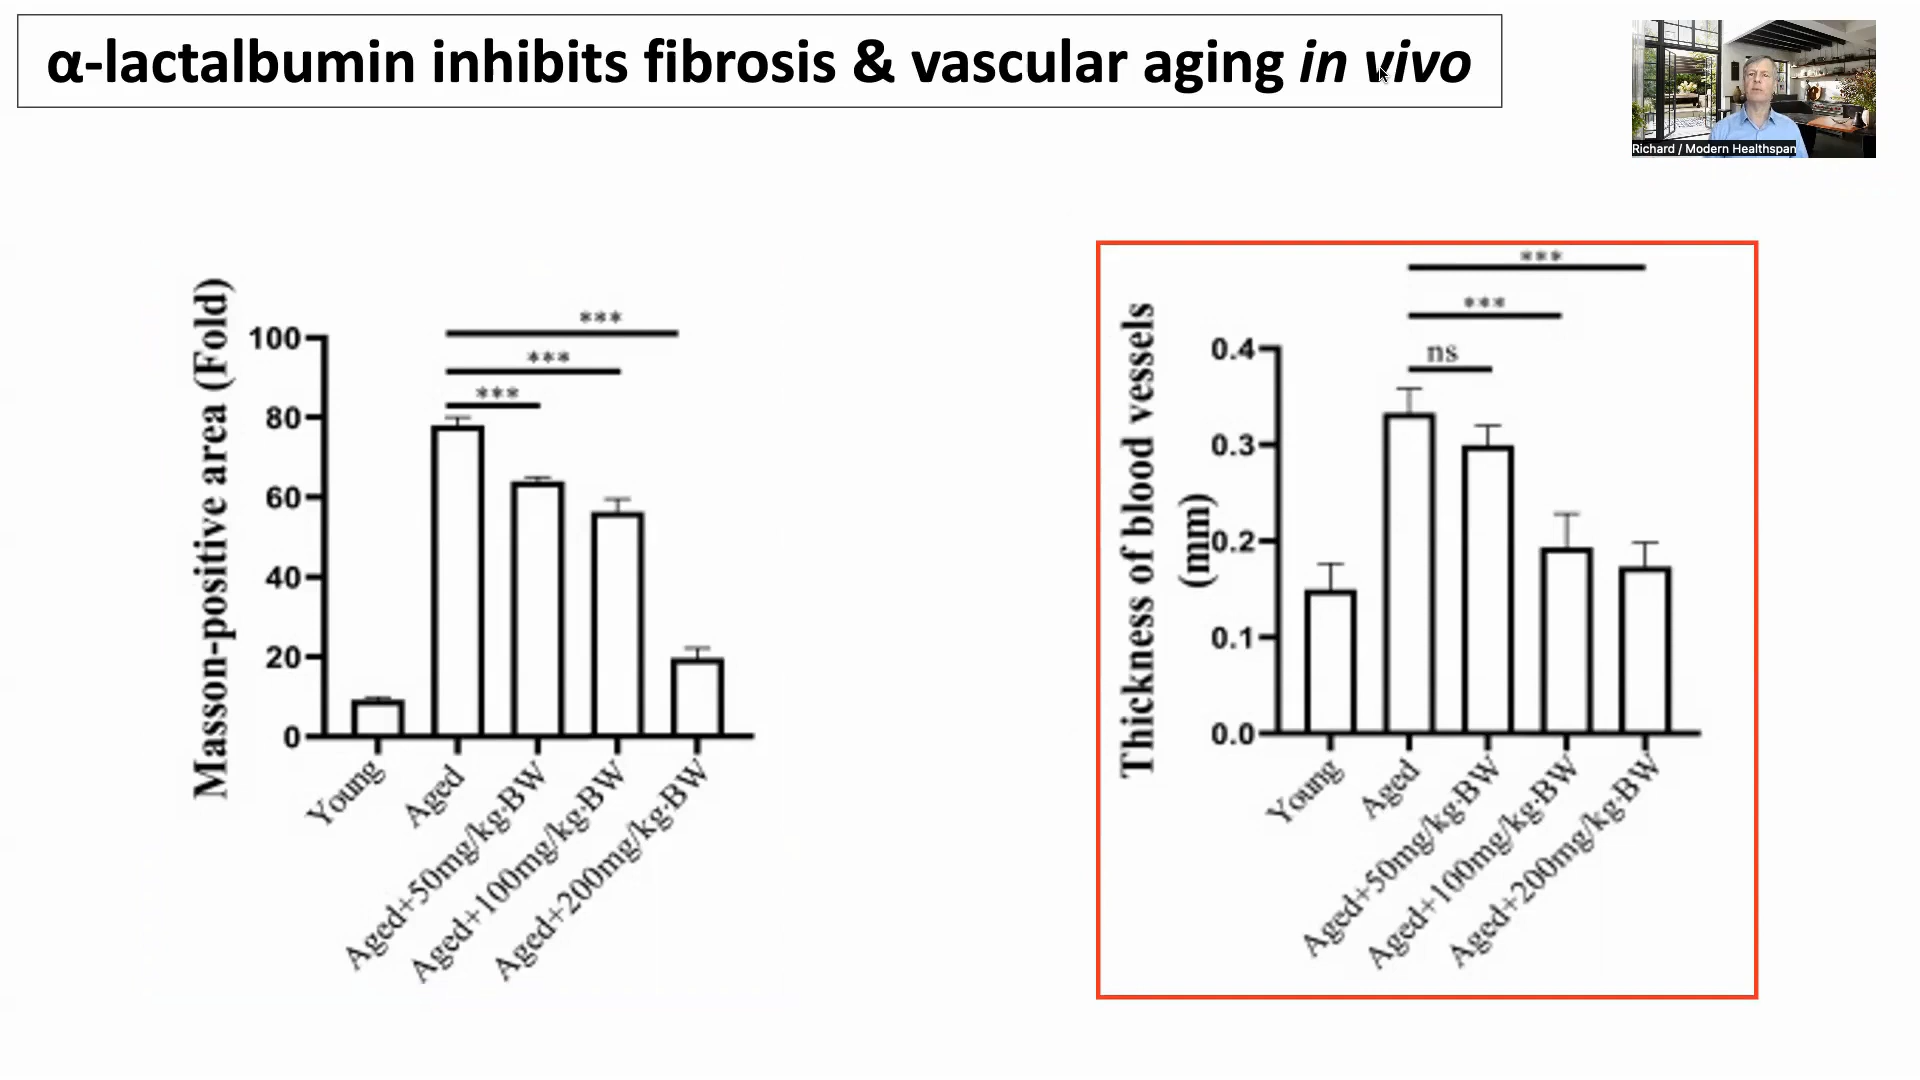 α-lactalbumin inhibits fibrosis & vascular aging in vivo
Richard / Modern Healthspan
Masson-positive area (Fold)
100
80
60
40
20
0
***
***
***
Young
Aged
Aged+50mg/kg·BW
Aged+100mg/kg·BW
Aged+200mg/kg·BW
Thickness of blood vessels
(mm)
0.4
0.3
0.2
0.1
0.0
***
***
ns
Young
Aged
Aged+50mg/kg·BW
Aged+100mg/kg·BW
Aged+200mg/kg·BW